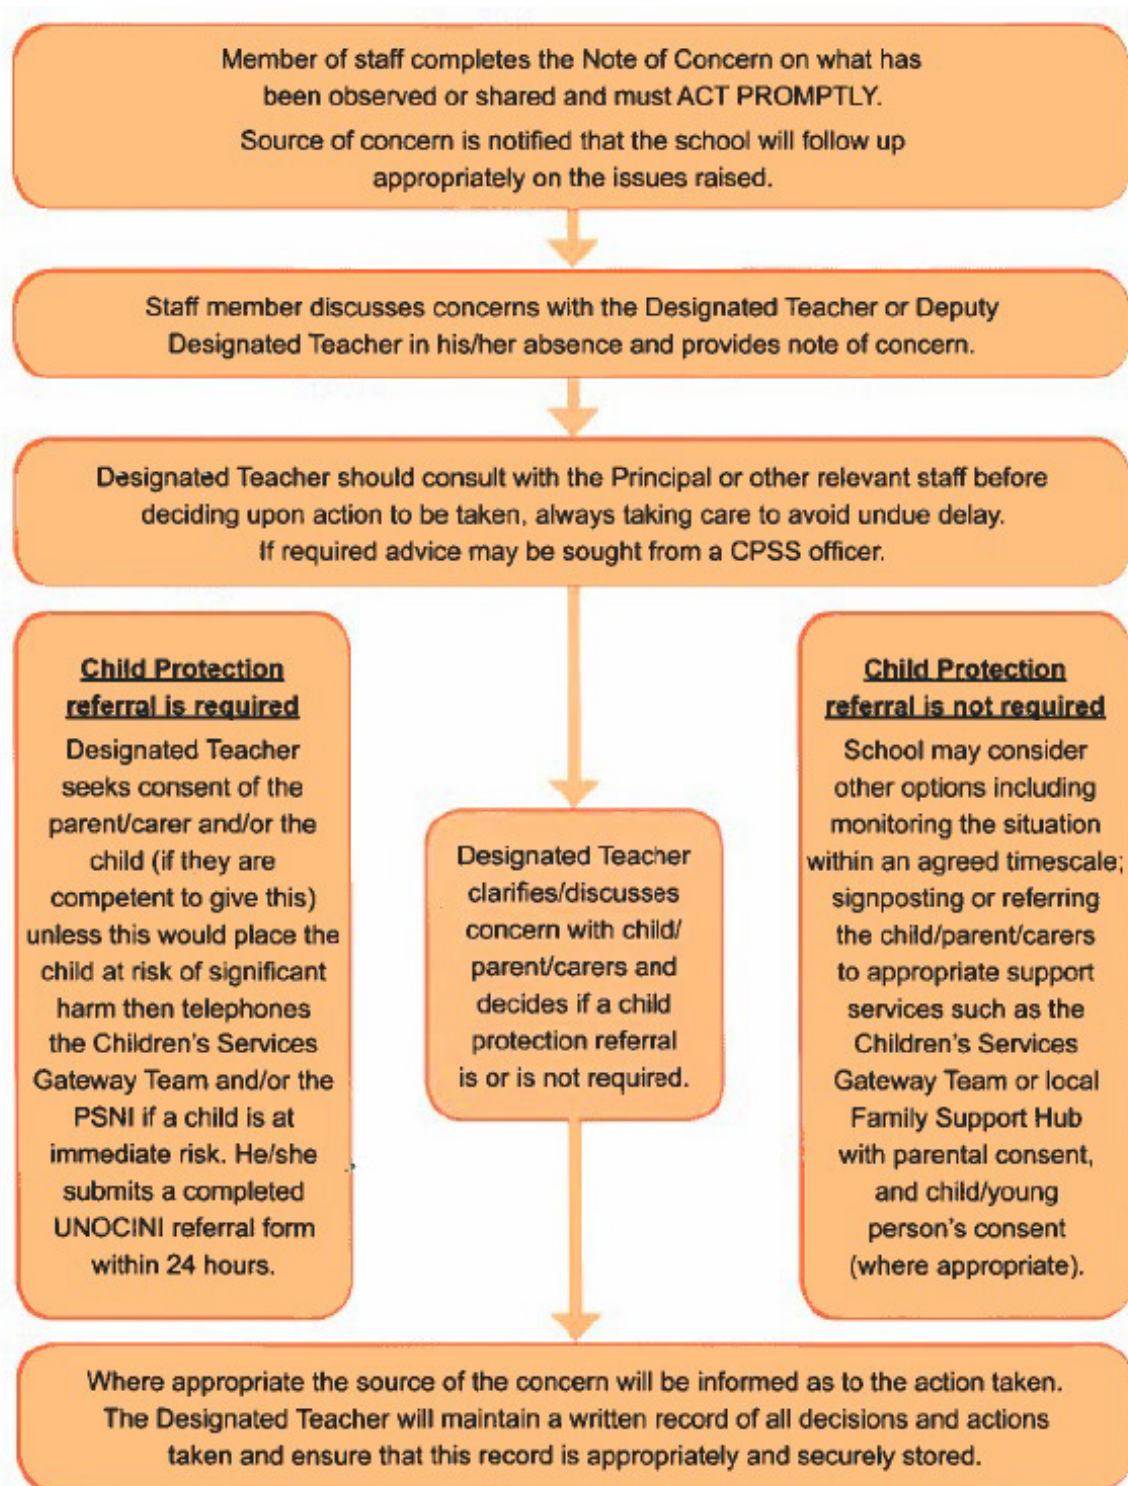 Member of staff completes the Note of Concern on what has
been observed or shared and must ACT PROMPTLY.
Source of concern is notified that the school will follow up
appropriately on the issues raised.
Staff member discusses concerns with the Designated Teacher or Deputy
Designated Teacher in his/her absence and provides note of concern.
Designated Teacher should consult with the Principal or other relevant staff before
deciding upon action to be taken, always taking care to avoid undue delay.
If required advice may be sought from a CPSS officer.
Child Protection
referral is required
Designated Teacher
seeks consent of the
parent/carer and/or the
child (if they are
competent to give this)
unless this would place the
child at risk of significant
harm then telephones
the Children's Services
Gateway Team and/or the
PSNI if a child is at
immediate risk. He/she
submits a completed
UNOCINI referral form
within 24 hours.
Designated Teacher
clarifies/discusses
concern with child/
parent/carers and
decides if a child
protection referral
is or is not required.
Child Protection
referral is not required
School may consider
other options including
monitoring the situation
within an agreed timescale;
signposting or referring
the child/parent/carers
to appropriate support
services such as the
Children's Services
Gateway Team or local
Family Support Hub
with parental consent,
and child/young
person's consent
(where appropriate).
Where appropriate the source of the concern will be informed as to the action taken.
The Designated Teacher will maintain a written record of all decisions and actions
taken and ensure that this record is appropriately and securely stored.